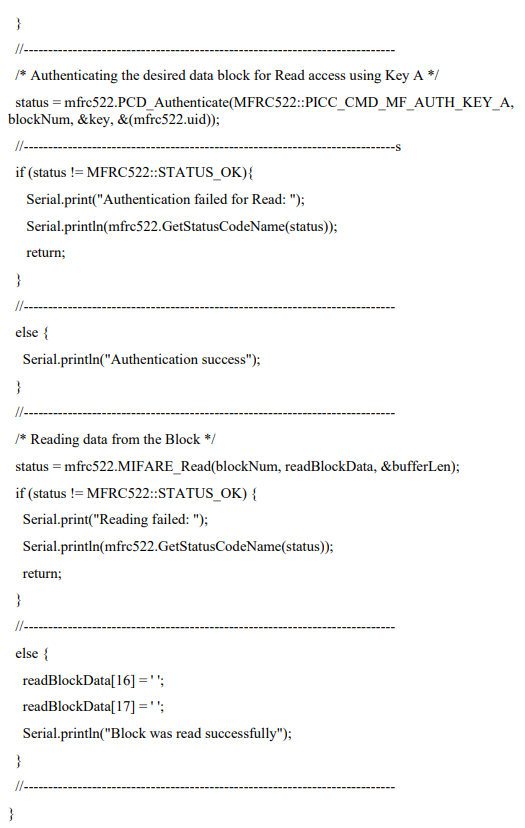 }
//------------------------------------------------------------------------------
/* Authenticating the desired data block for Read access using Key A */
status = mfrc522.PCD_Authenticate(MFRC522::PICC_CMD_MF_AUTH_KEY_A,
blockNum, &key, &(mfrc522.uid));
//------------------------------------------------------------------------------s
if (status != MFRC522::STATUS_OK){
Serial.print("Authentication failed for Read: ");
Serial.println(mfrc522.GetStatusCodeName(status));
return;
}
//------------------------------------------------------------------------------
else {
Serial.println("Authentication success");
}
//------------------------------------------------------------------------------
/* Reading data from the Block */
status = mfrc522.MIFARE_Read(blockNum, readBlockData, &bufferLen);
if (status != MFRC522::STATUS_OK) {
Serial.print("Reading failed: ");
Serial.println(mfrc522.GetStatusCodeName(status));
return;
}
//------------------------------------------------------------------------------
else {
readBlockData[16] = ' ';
readBlockData[17] = ' ';
Serial.println("Block was read successfully");
}
//------------------------------------------------------------------------------
}